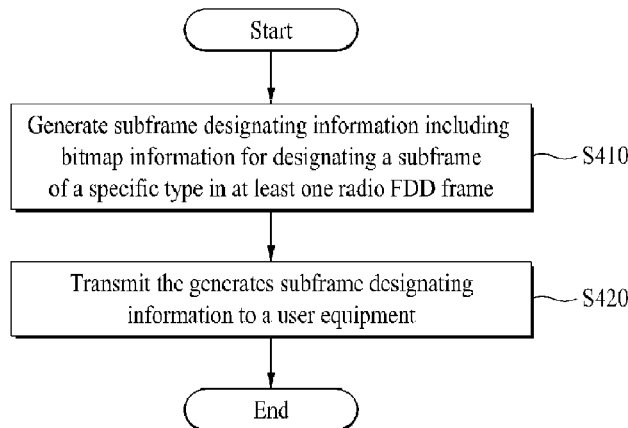 Start
Generate subframe designating information including
bitmap information for designating a subframe
of a specific type in at least one radio FDD frame
S410
Transmit the generates subframe designating
information to a user equipment
S420
End